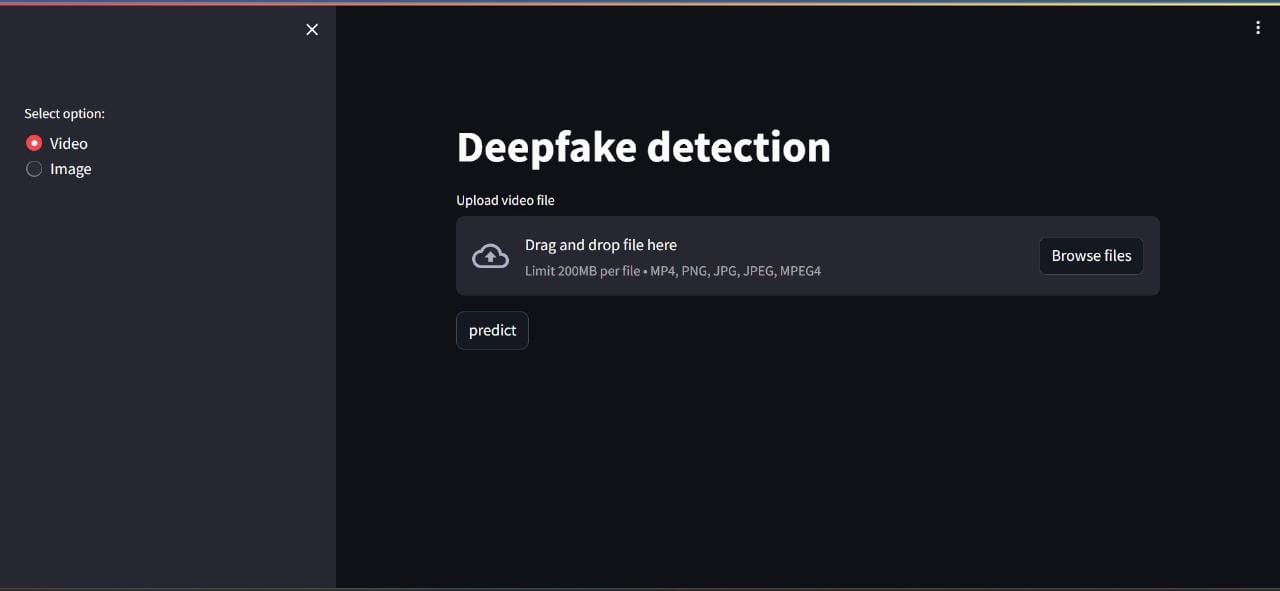 Select option:
Video
Image
Deepfake detection
Upload video file
Drag and drop file here
Limit 200MB per file • MP4, PNG, JPG, JPEG, MPEG4
Browse files
predict